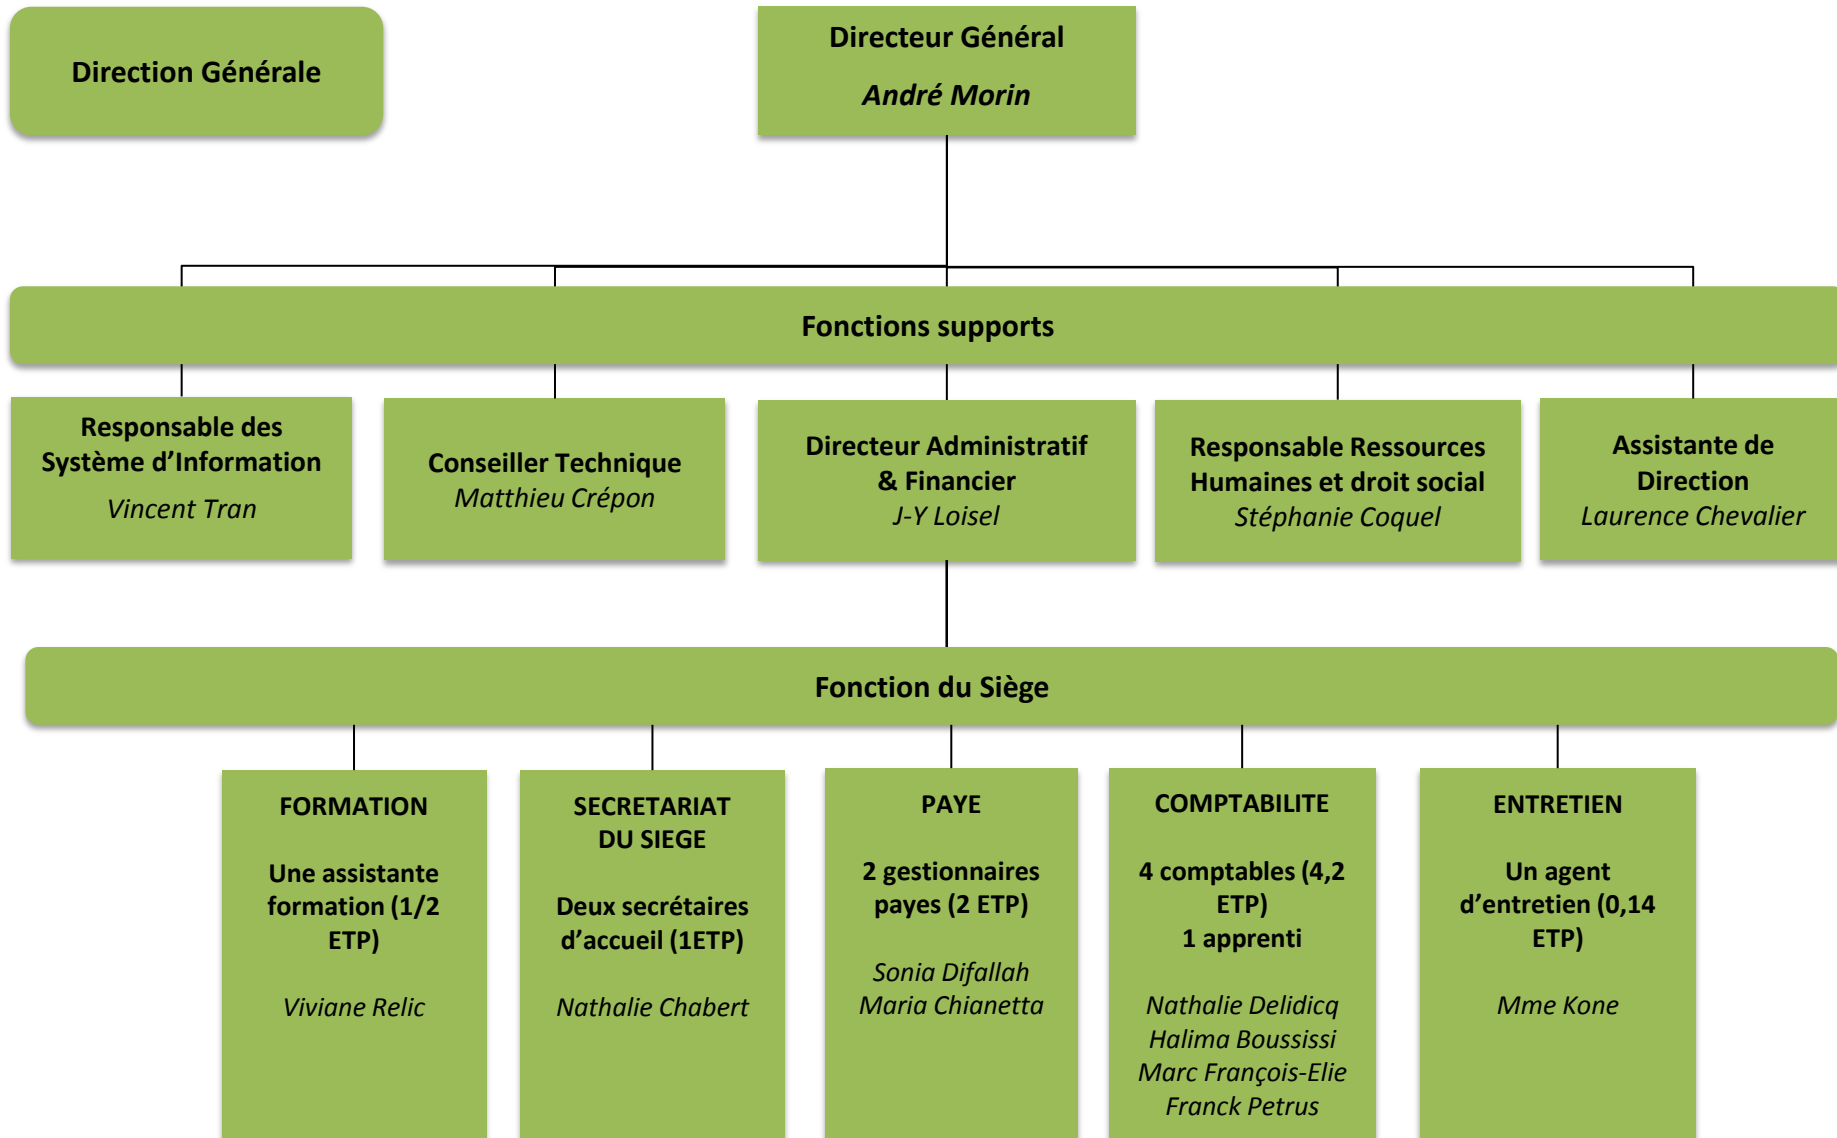 Direction Générale
Directeur Général
André Morin
Fonctions supports
Responsable des
Système d’Information
Vincent Tran
Conseiller Technique
Matthieu Crépon
Directeur Administratif
& Financier
J-Y Loisel
Responsable Ressources
Humaines et droit social
Stéphanie Coquel
Assistante de
Direction
Laurence Chevalier
Fonction du Siège
FORMATION
Une assistante
formation (1/2
ETP)
Viviane Relic
SECRETARIAT
DU SIEGE
Deux secrétaires
d’accueil (1ETP)
Nathalie Chabert
PAYE
2 gestionnaires
payes (2 ETP)
Sonia Difallah
Maria Chianetta
COMPTABILITE
4 comptables (4,2
ETP)
1 apprenti
Nathalie Delidicq
Halima Boussissi
Marc François-Elie
Franck Petrus
ENTRETIEN
Un agent
d’entretien (0,14
ETP)
Mme Kone